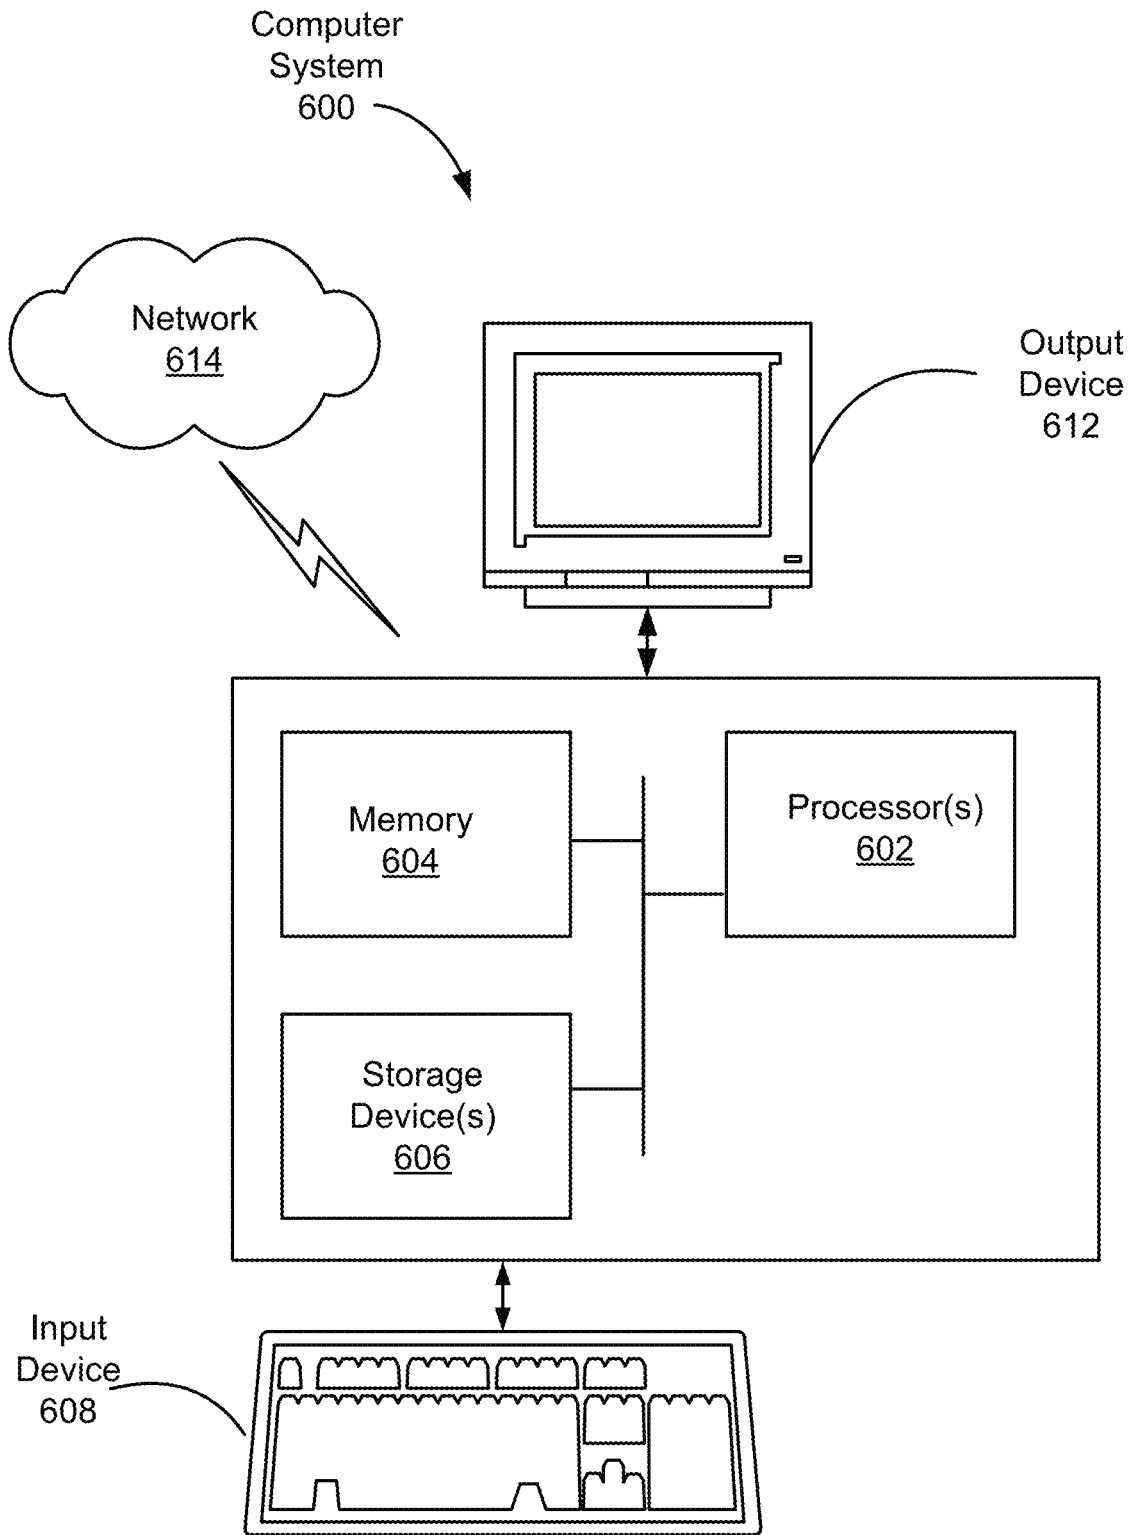 Computer
System
600
Network
614
Output
Device
612
Memory
604
Processor(s)
602
Storage
Device(s)
606
Input
Device
608